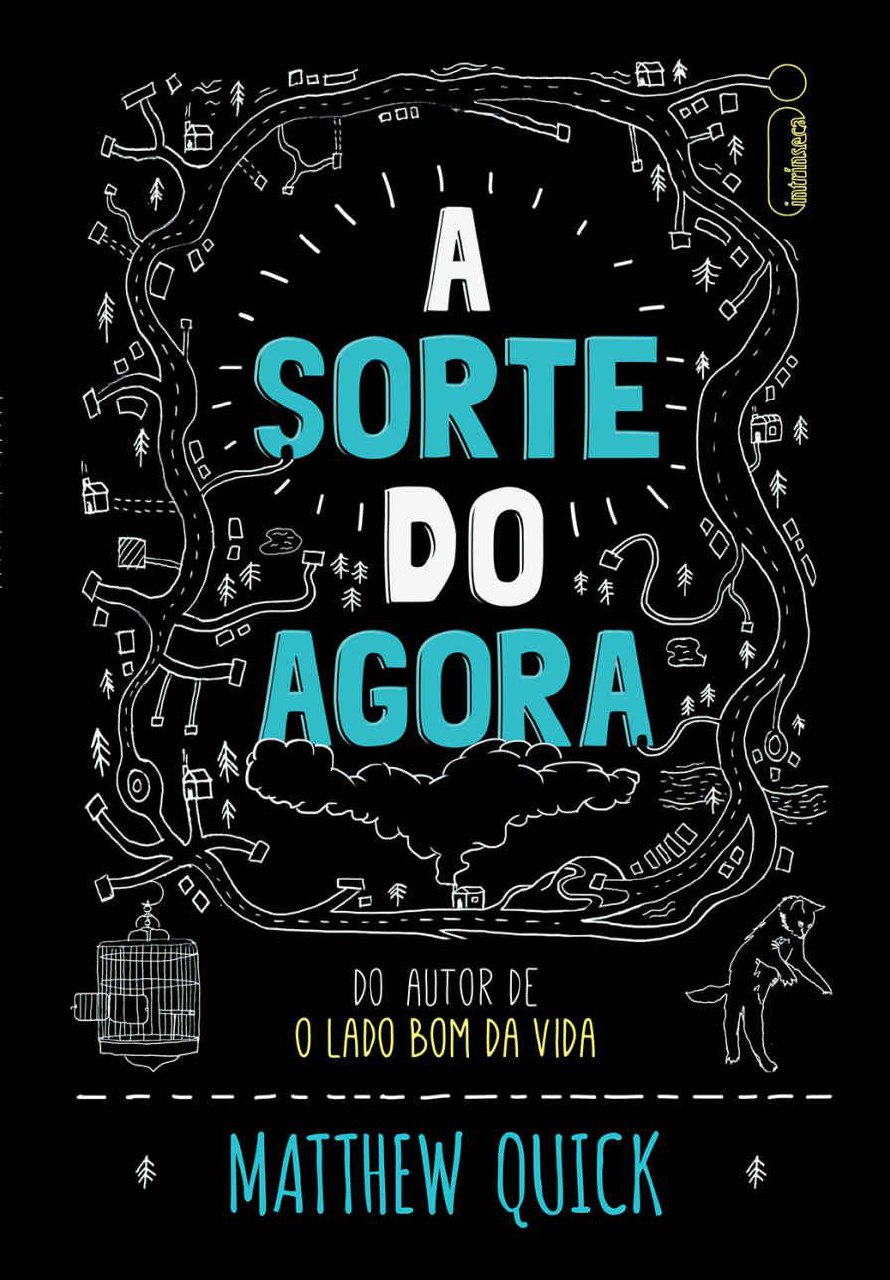 intrínseca
A
SORTE
DO
AGORA
DO AUTOR DE
O LADO BOM DA VIDA
MATTHEW QUICK